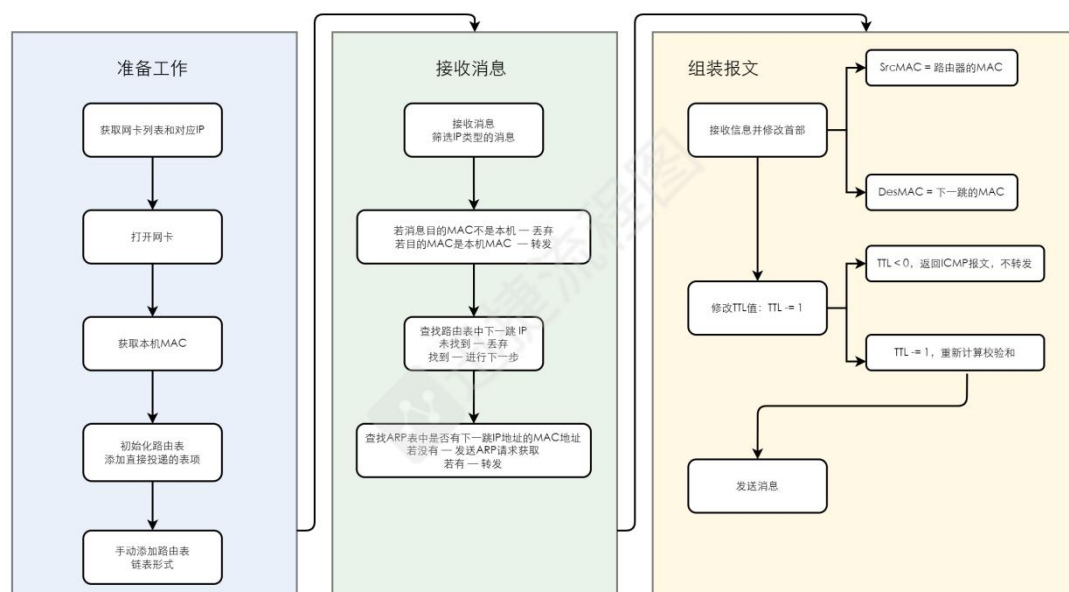 准备工作
获取网卡列表和对应IP
打开网卡
获取本机MAC
初始化路由表
添加直接投递的表项
手动添加路由表
链表形式
接收消息
接收消息
筛选IP类型的消息
若消息目的MAC不是本机 — 丢弃
若目的MAC是本机MAC — 转发
查找路由表中下一跳 IP
未找到 — 丢弃
找到 — 进行下一步
查找ARP表中是否有下一跳IP地址的MAC地址
若没有 — 发送ARP请求获取
若有 — 转发
组装报文
接收信息并修改首部
SrcMAC = 路由器的MAC
DesMAC = 下一跳的MAC
修改TTL值：TTL -= 1
TTL < 0，返回ICMP报文，不转发
TTL -= 1，重新计算校验和
发送消息
迅捷流程图